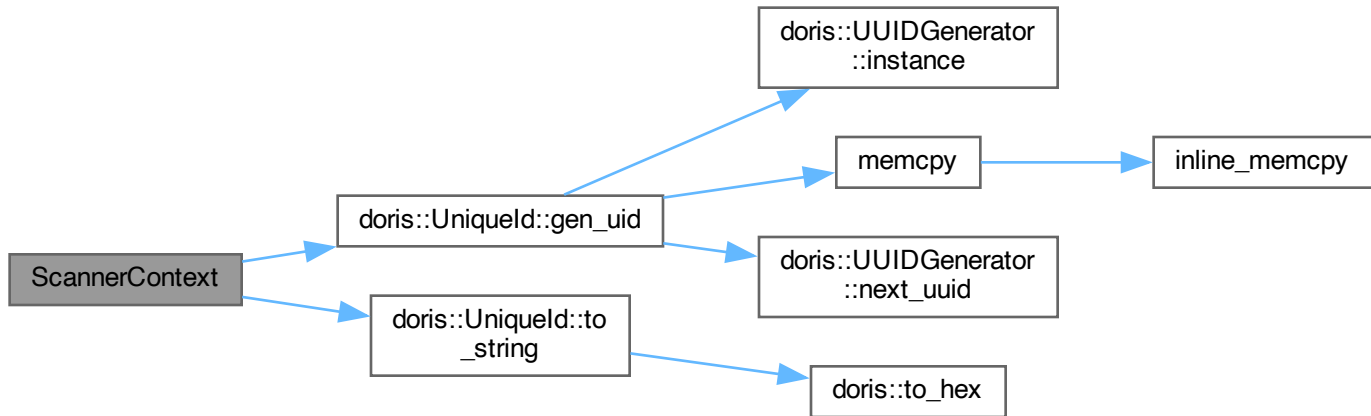 doris::UUIDGenerator
::instance
memcpy
inline_memcpy
doris::UniqueId::gen_uid
doris::UUIDGenerator
::next_uuid
ScannerContext
doris::UniqueId::to
_string
doris::to_hex